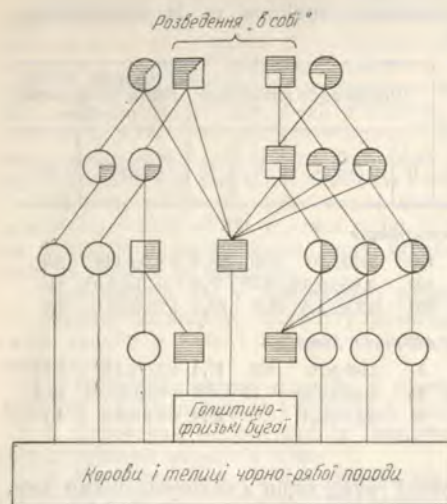 Розведення „в собі“
Голштино-
фризькі бугаї
Корови і телиці чорно-рябої породи